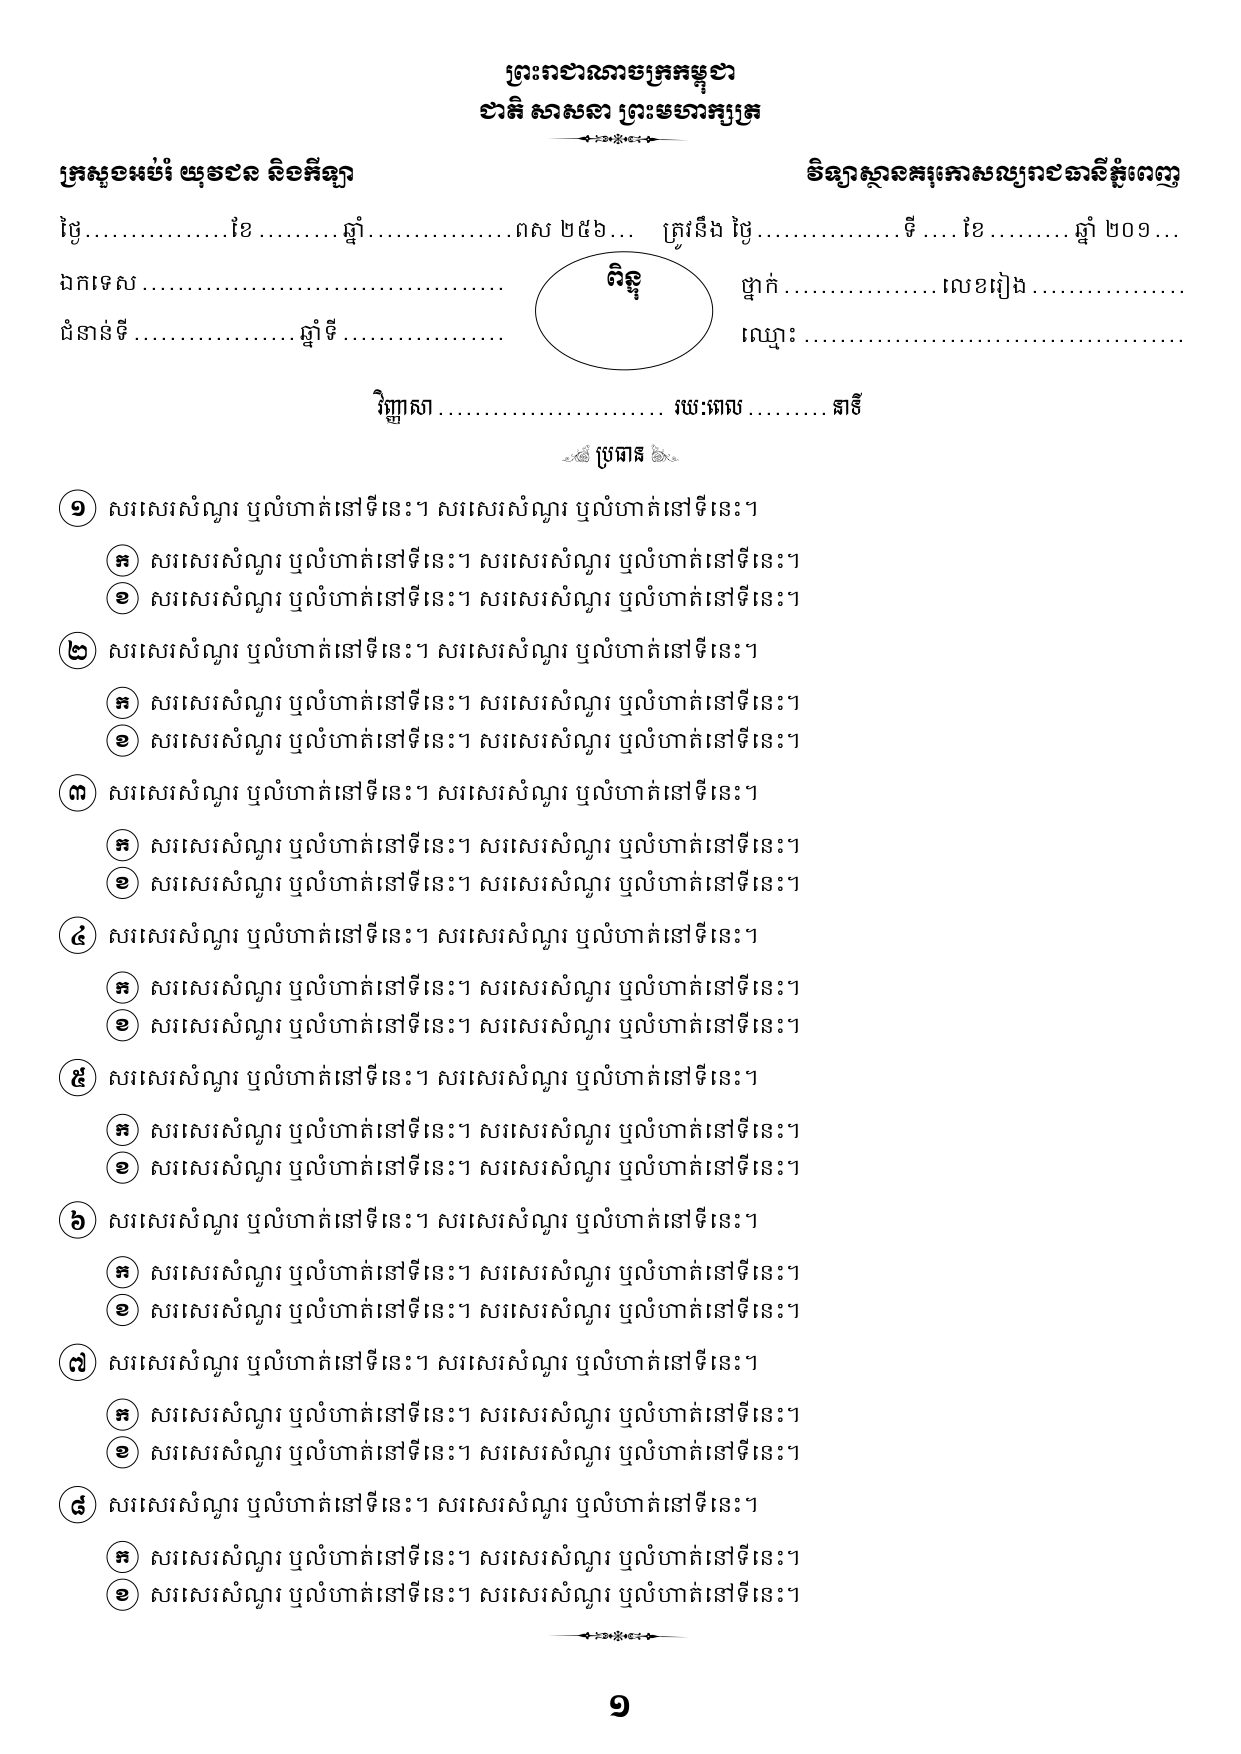 ព្រះរាជាណាចក្រកម្ពុជា
ជាតិ សាសនា ព្រះមហាក្សត្រ
ក្រសួងអប់រំ យុវជន និងកីឡា
វិទ្យាស្ថានគរុកោសល្យរាជធានីភ្នំពេញ
ថ្ងៃ................ខែ.........ឆ្នាំ................ពស ២៥៦... ត្រូវនឹង ថ្ងៃ................ទី.... ខែ......... ឆ្នាំ ២០១...
ឯកទេស........................................
ពិន្ទុ
ថ្នាក់................. លេខរៀង.................
ជំនាន់ទី..................ឆ្នាំទី..................
ឈ្មោះ ..........................................
វិញ្ញាសា......................... រយៈពេល.........នាទី
ប្រធាន
១ សរសេរសំណួរ ឬលំហាត់នៅទីនេះ។ សរសេរសំណួរ ឬលំហាត់នៅទីនេះ។
ក សរសេរសំណួរ ឬលំហាត់នៅទីនេះ។ សរសេរសំណួរ ឬលំហាត់នៅទីនេះ។
ខ សរសេរសំណួរ ឬលំហាត់នៅទីនេះ។ សរសេរសំណួរ ឬលំហាត់នៅទីនេះ។
២ សរសេរសំណួរ ឬលំហាត់នៅទីនេះ។ សរសេរសំណួរ ឬលំហាត់នៅទីនេះ។
ក សរសេរសំណួរ ឬលំហាត់នៅទីនេះ។ សរសេរសំណួរ ឬលំហាត់នៅទីនេះ។
ខ សរសេរសំណួរ ឬលំហាត់នៅទីនេះ។ សរសេរសំណួរ ឬលំហាត់នៅទីនេះ។
៣ សរសេរសំណួរ ឬលំហាត់នៅទីនេះ។ សរសេរសំណួរ ឬលំហាត់នៅទីនេះ។
ក សរសេរសំណួរ ឬលំហាត់នៅទីនេះ។ សរសេរសំណួរ ឬលំហាត់នៅទីនេះ។
ខ សរសេរសំណួរ ឬលំហាត់នៅទីនេះ។ សរសេរសំណួរ ឬលំហាត់នៅទីនេះ។
៤ សរសេរសំណួរ ឬលំហាត់នៅទីនេះ។ សរសេរសំណួរ ឬលំហាត់នៅទីនេះ។
ក សរសេរសំណួរ ឬលំហាត់នៅទីនេះ។ សរសេរសំណួរ ឬលំហាត់នៅទីនេះ។
ខ សរសេរសំណួរ ឬលំហាត់នៅទីនេះ។ សរសេរសំណួរ ឬលំហាត់នៅទីនេះ។
៥ សរសេរសំណួរ ឬលំហាត់នៅទីនេះ។ សរសេរសំណួរ ឬលំហាត់នៅទីនេះ។
ក សរសេរសំណួរ ឬលំហាត់នៅទីនេះ។ សរសេរសំណួរ ឬលំហាត់នៅទីនេះ។
ខ សរសេរសំណួរ ឬលំហាត់នៅទីនេះ។ សរសេរសំណួរ ឬលំហាត់នៅទីនេះ។
៦ សរសេរសំណួរ ឬលំហាត់នៅទីនេះ។ សរសេរសំណួរ ឬលំហាត់នៅទីនេះ។
ក សរសេរសំណួរ ឬលំហាត់នៅទីនេះ។ សរសេរសំណួរ ឬលំហាត់នៅទីនេះ។
ខ សរសេរសំណួរ ឬលំហាត់នៅទីនេះ។ សរសេរសំណួរ ឬលំហាត់នៅទីនេះ។
៧ សរសេរសំណួរ ឬលំហាត់នៅទីនេះ។ សរសេរសំណួរ ឬលំហាត់នៅទីនេះ។
ក សរសេរសំណួរ ឬលំហាត់នៅទីនេះ។ សរសេរសំណួរ ឬលំហាត់នៅទីនេះ។
ខ សរសេរសំណួរ ឬលំហាត់នៅទីនេះ។ សរសេរសំណួរ ឬលំហាត់នៅទីនេះ។
៨ សរសេរសំណួរ ឬលំហាត់នៅទីនេះ។ សរសេរសំណួរ ឬលំហាត់នៅទីនេះ។
ក សរសេរសំណួរ ឬលំហាត់នៅទីនេះ។ សរសេរសំណួរ ឬលំហាត់នៅទីនេះ។
ខ សរសេរសំណួរ ឬលំហាត់នៅទីនេះ។ សរសេរសំណួរ ឬលំហាត់នៅទីនេះ។
១